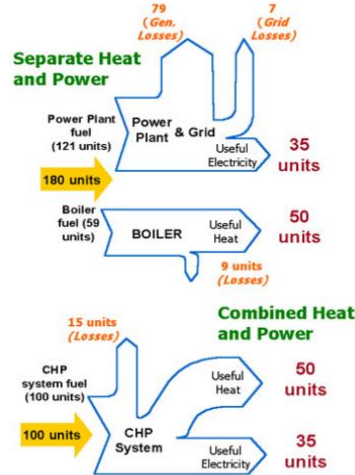 79
(Gen.
Losses)
7
(Grid
Losses)
Separate Heat
and Power
Power Plant
fuel
(121 units)
Power
Plant & Grid
Useful
Electricity
35
units
180 units
Boiler
fuel (59
units)
BOILER
Useful
Heat
50
units
9 units
(Losses)
15 units
(Losses)
Combined Heat
and Power
CHP
system fuel
(100 units)
100 units
CHP
System
Useful
Heat
50
units
Useful
Electricity
35
units